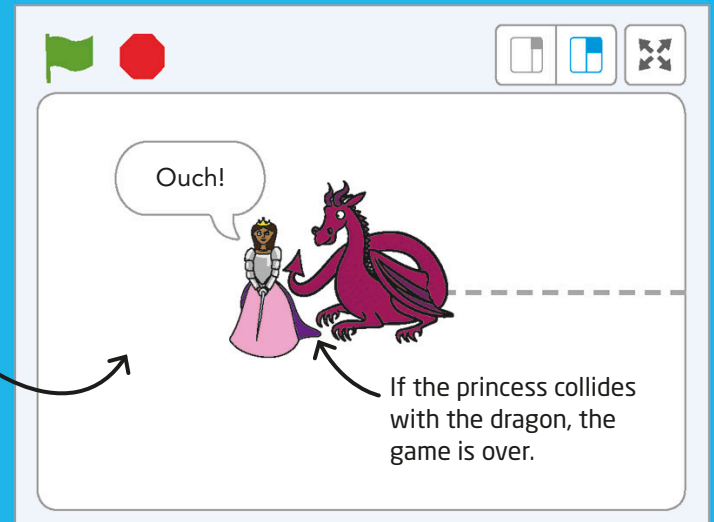 Ouch!
If the princess collides
with the dragon, the
game is over.